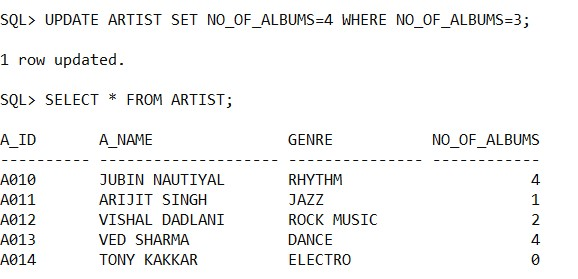 SQL> UPDATE ARTIST SET NO_OF_ALBUMS=4 WHERE NO_OF_ALBUMS=3;
1 row updated.
SQL> SELECT * FROM ARTIST;
A_ID       A_NAME               GENRE           NO_OF_ALBUMS
---------- -------------------- --------------- ------------
A010       JUBIN NAUTIYAL       RHYTHM                     4
A011       ARIJIT SINGH         JAZZ                       1
A012       VISHAL DADLANI       ROCK MUSIC                 2
A013       VED SHARMA           DANCE                      4
A014       TONY KAKKAR          ELECTRO                    0